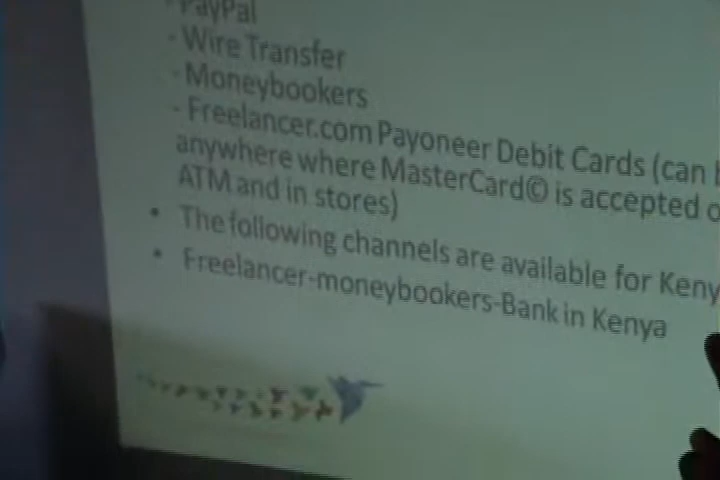 - PayPal
- Wire Transfer
- Moneybookers
- Freelancer.com Payoneer Debit Cards (can
anywhere where MasterCard© is accepted
ATM and in stores)
• The following channels are available for Keny
• Freelancer-moneybookers-Bank in Kenya